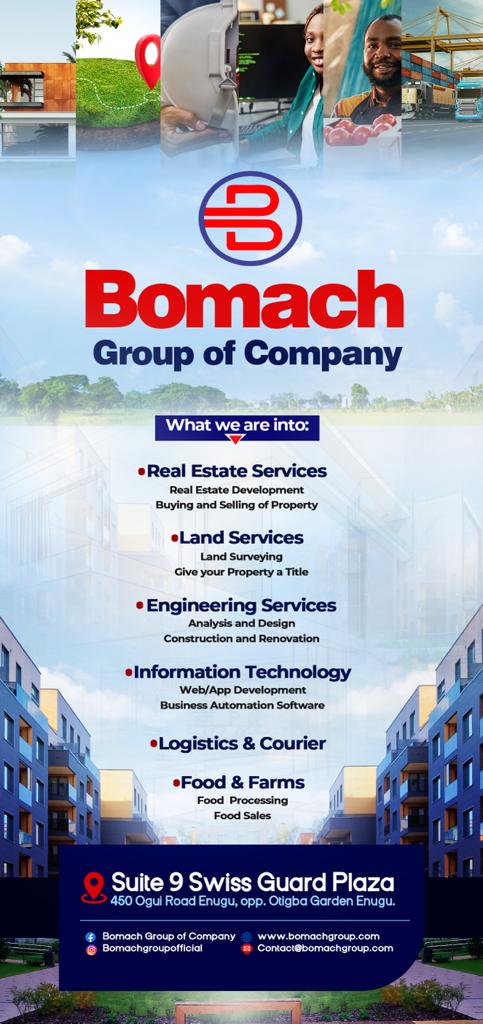 B
Bomach
Group of Company
What we are into:
•Real Estate Services
Real Estate Development
Buying and Selling of Property
•Land Services
Land Surveying
Give your Property a Title
•Engineering Services
Analysis and Design
Construction and Renovation
•Information Technology
Web/App Development
Business Automation Software
•Logistics & Courier
•Food & Farms
Food Processing
Food Sales
Suite 9 Swiss Guard Plaza
450 Ogui Road Enugu, opp. Otigba Garden Enugu.
Bomach Group of Company www.bomachgroup.com
Bomachgroupofficial Contact@bomachgroup.com